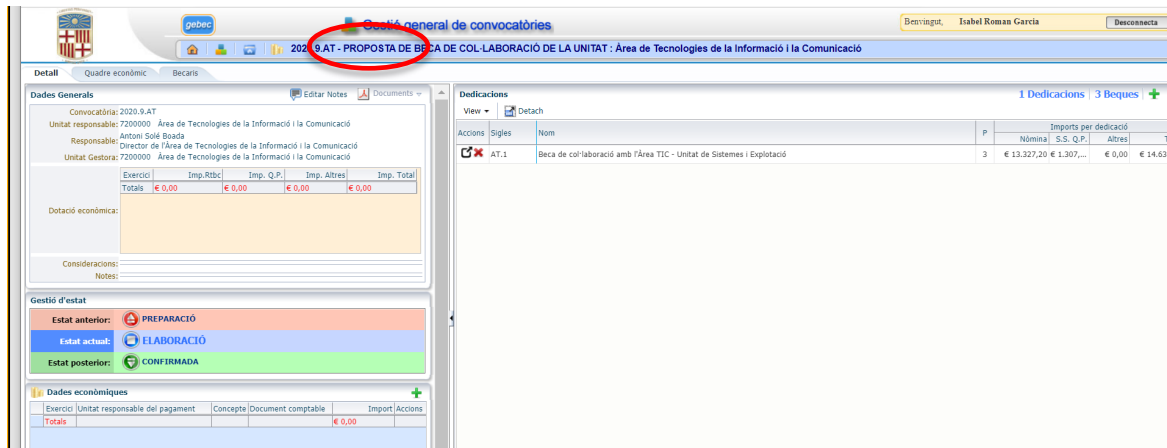 gebec
Gestió general de convocatòries
Benvingut, Isabel Roman Garcia
Desconnecta
2020.9.AT - PROPOSTA DE BECA DE COL·LABORACIÓ DE LA UNITAT : Àrea de Tecnologies de la Informació i la Comunicació
Detall Quadre econòmic Becaris
Dades Generals Editar Notes Documents
Convocatòria: 2020.9.AT
Unitat responsable: 7200000 Àrea de Tecnologies de la Informació i la Comunicació
Responsable: Antoni Solé Boada
Director de l'Àrea de Tecnologies de la Informació i la Comunicació
Unitat Gestora: 7200000 Àrea de Tecnologies de la Informació i la Comunicació
Exercici Imp.Rtbc Imp. Q.P. Imp. Altres Imp. Total
Totals € 0,00 € 0,00 € 0,00 € 0,00
Dotació econòmica:
Consideracions:
Notes:
Gestió d'estat
Estat anterior: PREPARACIÓ
Estat actual: ELABORACIÓ
Estat posterior: CONFIRMADA
Dades econòmiques
Exercici Unitat responsable del pagament Concepte Document comptable Import Accions
Totals € 0,00
Dedicacions 1 Dedicacions 3 Beques
View Detach
Accions Sigles Nom P Imports per dedicació
Nòmina S.S. Q.P. Altres T
AT.1 Beca de col·laboració amb l'Àrea TIC - Unitat de Sistemes i Explotació 3 € 13.327,20 € 1.307,... € 0,00 € 14.63